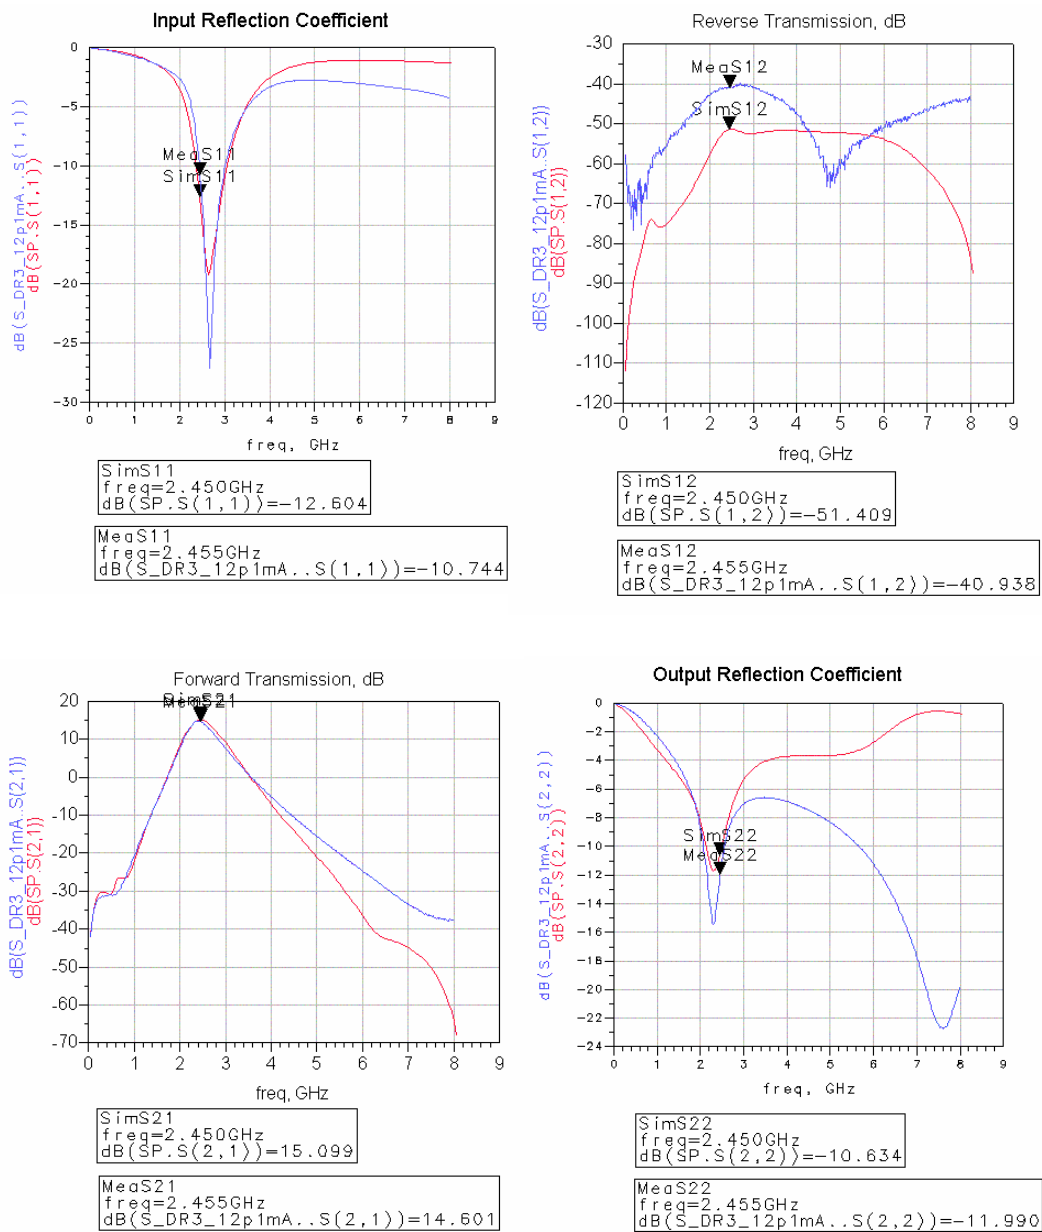 Input Reflection Coefficient
0
-5
-10
-15
-20
-25
-30
MeaS11
SimS11
dB(S_DR3_12p1mA..S(1,1))
dB(SP.S(1,1))
0 1 2 3 4 5 6 7 8 9
freq, GHz
SimS11
freq=2.450GHz
dB(SP.S(1,1))=-12.604
MeaS11
freq=2.455GHz
dB(S_DR3_12p1mA..S(1,1))=-10.744
Reverse Transmission, dB
-30
-40
-50
-60
-70
-80
-90
-100
-110
-120
MeaS12
SimS12
dB(S_DR3_12p1mA..S(1,2))
dB(SP.S(1,2))
0 1 2 3 4 5 6 7 8 9
freq, GHz
SimS12
freq=2.450GHz
dB(SP.S(1,2))=-51.409
MeaS12
freq=2.455GHz
dB(S_DR3_12p1mA..S(1,2))=-40.938
Forward Transmission, dB
20
10
0
-10
-20
-30
-40
-50
-60
-70
SimS21
MeaS21
dB(S_DR3_12p1mA..S(2,1))
dB(SP.S(2,1))
0 1 2 3 4 5 6 7 8 9
freq, GHz
SimS21
freq=2.450GHz
dB(SP.S(2,1))=15.099
MeaS21
freq=2.455GHz
dB(S_DR3_12p1mA..S(2,1))=14.601
Output Reflection Coefficient
0
-2
-4
-6
-8
-10
-12
-14
-16
-18
-20
-22
-24
SimS22
MeaS22
dB(S_DR3_12p1mA..S(2,2))
dB(SP.S(2,2))
0 1 2 3 4 5 6 7 8 9
freq, GHz
SimS22
freq=2.450GHz
dB(SP.S(2,2))=-10.634
MeaS22
freq=2.455GHz
dB(S_DR3_12p1mA..S(2,2))=-11.990